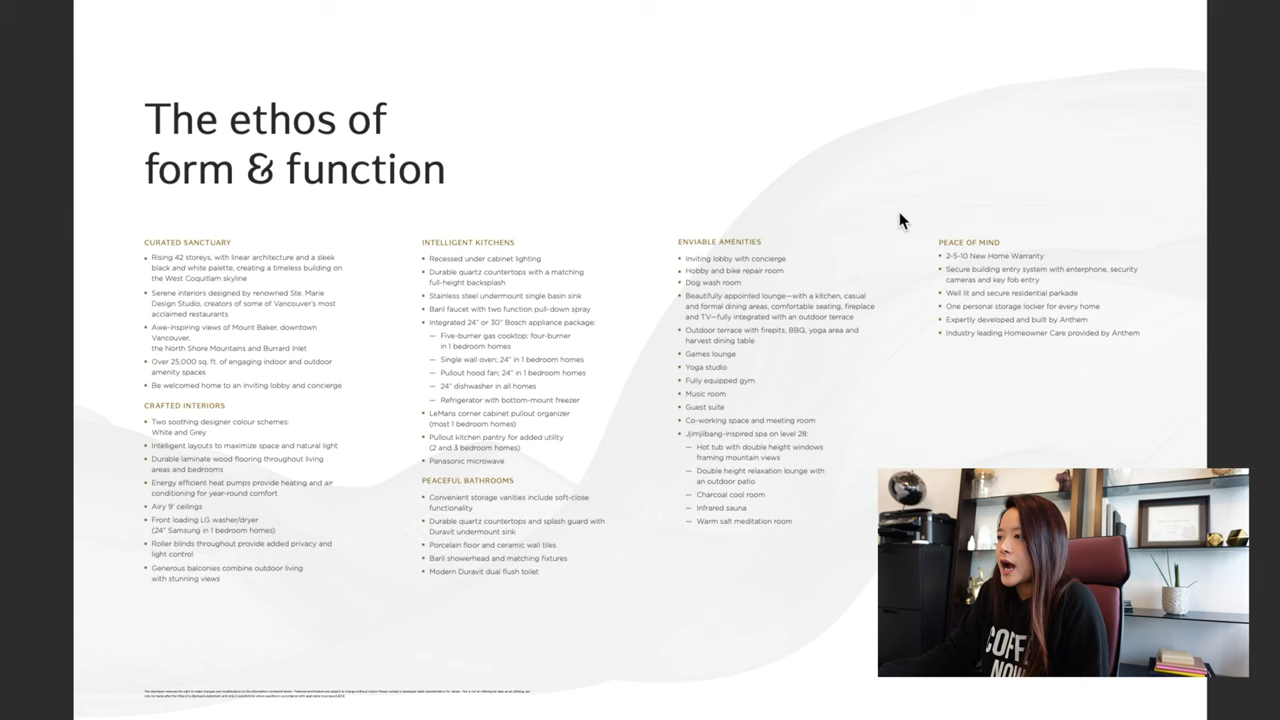 The ethos of
form & function
CURATED SANCTUARY
Rising 42 storeys, with linear architecture and a sleek
black and white palette, creating a timeless building on
the West Coquitlam skyline
Serene interiors designed by renowned Ste. Marie
Design Studio, creators of some of Vancouver's most
acclaimed restaurants
Awe-inspiring views of Mount Baker, downtown
Vancouver,
the North Shore Mountains and Burrard Inlet
Over 25,000 sq. ft. of engaging indoor and outdoor
amenity spaces
Be welcomed home to an inviting lobby and concierge
CRAFTED INTERIORS
Two soothing designer colour schemes:
White and Grey
Intelligent layouts to maximize space and natural light
Durable laminate wood flooring throughout living
areas and bedrooms
Energy efficient heat pumps provide heating and air
conditioning for year-round comfort
Airy 9' ceilings
Front loading LG washer/dryer
(24" Samsung in 1 bedroom homes)
Roller blinds throughout provide added privacy and
light control
Generous balconies combine outdoor living
with stunning views
INTELLIGENT KITCHENS
Recessed under cabinet lighting
Durable quartz countertops with a matching
full-height backsplash
Stainless steel undermount single basin sink
Baril faucet with two function pull-down spray
Integrated 24" or 30" Bosch appliance package:
— Five-burner gas cooktop; four-burner
in 1 bedroom homes
— Single wall oven; 24" in 1 bedroom homes
— Pullout hood fan; 24" in 1 bedroom homes
— 24" dishwasher in all homes
— Refrigerator with bottom-mount freezer
LeMans corner cabinet pullout organizer
(most 1 bedroom homes)
Pullout kitchen pantry for added utility
(2 and 3 bedroom homes)
Panasonic microwave
PEACEFUL BATHROOMS
Convenient storage vanities include soft-close
functionality
Durable quartz countertops and splash guard with
Duravit undermount sink
Porcelain floor and ceramic wall tiles
Baril showerhead and matching fixtures
Modern Duravit dual flush toilet
ENVIABLE AMENITIES
Inviting lobby with concierge
Hobby and bike repair room
Dog wash room
Beautifully appointed lounge—with a kitchen, casual
and formal dining areas, comfortable seating, fireplace
and TV—fully integrated with an outdoor terrace
Outdoor terrace with firepits, BBQ, yoga area and
harvest dining table
Games lounge
Yoga studio
Fully equipped gym
Music room
Guest suite
Co-working space and meeting room
Jjimjilbang-inspired spa on level 28:
— Hot tub with double height windows
framing mountain views
— Double height relaxation lounge with
an outdoor patio
— Charcoal cool room
— Infrared sauna
— Warm salt meditation room
PEACE OF MIND
2-5-10 New Home Warranty
Secure building entry system with enterphone, security
cameras and key fob entry
Well lit and secure residential parkade
One personal storage locker for every home
Expertly developed and built by Anthem
Industry leading Homeowner Care provided by Anthem
COFF
NOW